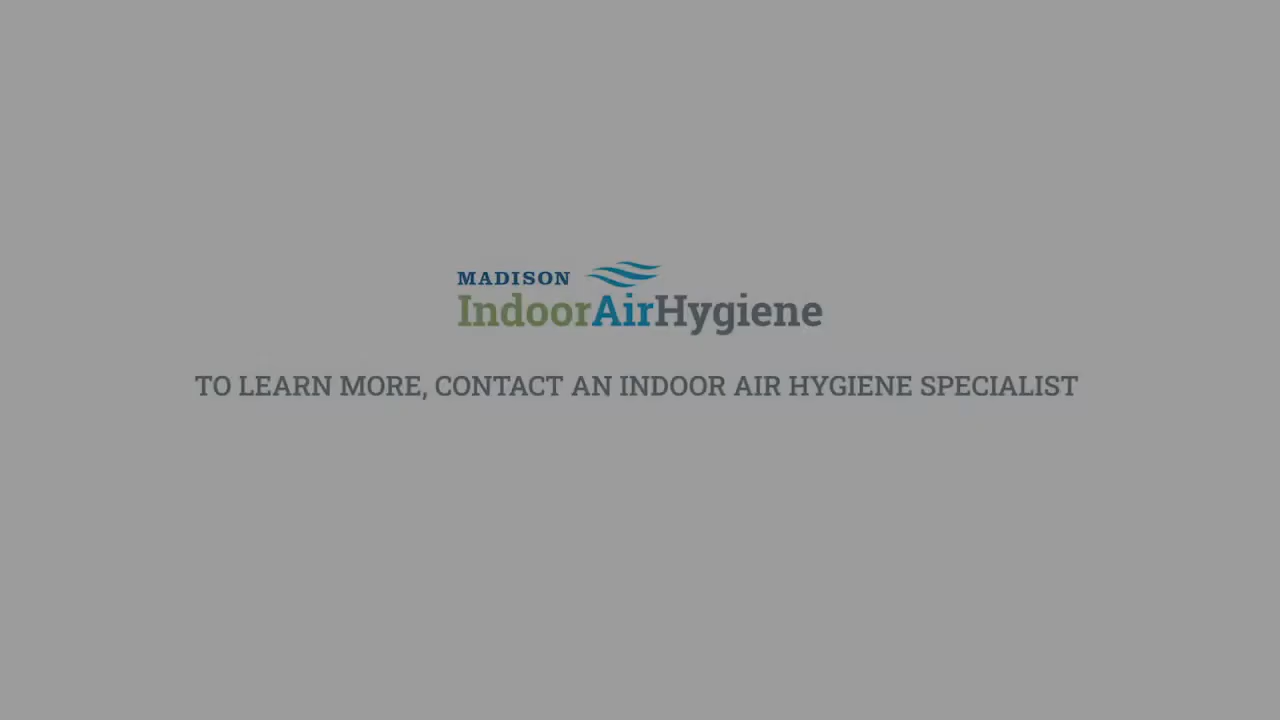 MADISON
IndoorAirHygiene
TO LEARN MORE, CONTACT AN INDOOR AIR HYGIENE SPECIALIST